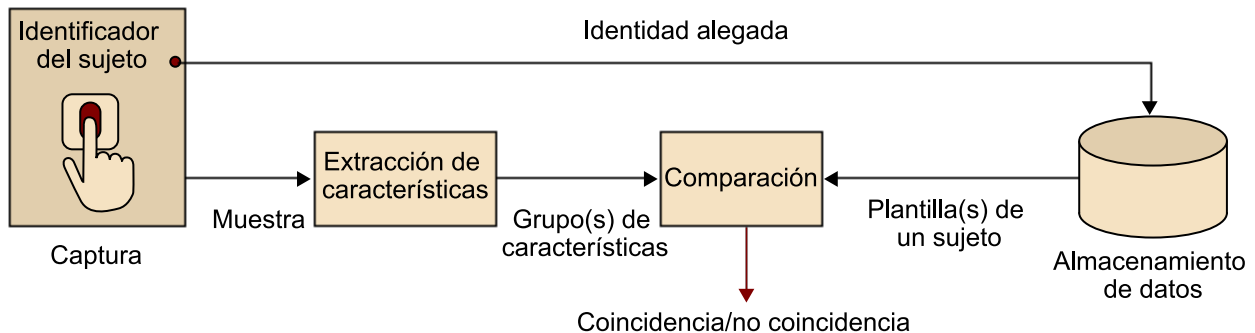 Identificador
del sujeto
Identidad alegada
Extracción de
características
Comparación
Muestra
Grupo(s) de
características
Plantilla(s) de
un sujeto
Captura
Almacenamiento
de datos
Coincidencia/no coincidencia